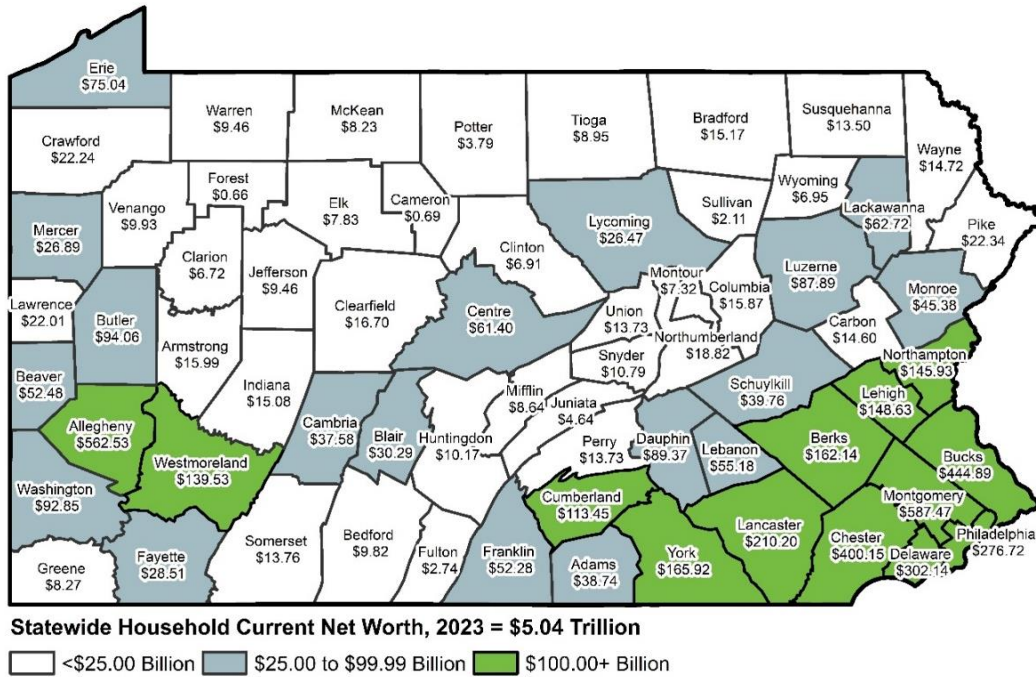 Erie
$75.04
Warren
$9.46
McKean
$8.23
Potter
$3.79
Tioga
$8.95
Bradford
$15.17
Susquehanna
$13.50
Crawford
$22.24
Wayne
$14.72
Forest
$0.66
Elk
$7.83
Cameron
$0.69
Wyoming
$6.95
Sullivan
$2.11
Lackawanna
$62.72
Venango
$9.93
Mercer
$26.89
Lycoming
$26.47
Pike
$22.34
Clarion
$6.72
Clinton
$6.91
Jefferson
$9.46
Luzerne
$87.89
Montour
$7.32
Columbia
$15.87
Monroe
$45.38
Lawrence
$22.01
Butler
$94.06
Clearfield
$16.70
Centre
$61.40
Union
$13.73
Carbon
$14.60
Armstrong
$15.99
Northumberland
$18.82
Snyder
$10.79
Northampton
$145.93
Beaver
$52.48
Indiana
$15.08
Mifflin
$8.64
Schuylkill
$39.76
Lehigh
$148.63
Allegheny
$562.53
Cambria
$37.58
Blair
$30.29
Huntingdon
$10.17
Juniata
$4.64
Perry
$13.73
Dauphin
$89.37
Lebanon
$55.18
Berks
$162.14
Bucks
$444.89
Westmoreland
$139.53
Washington
$92.85
Cumberland
$113.45
Montgomery
$587.47
Lancaster
$210.20
Chester
$400.15
Philadelphia
$276.72
Somerset
$13.76
Bedford
$9.82
Fulton
$2.74
Franklin
$52.28
Adams
$38.74
York
$165.92
Delaware
$302.14
Fayette
$28.51
Greene
$8.27
Statewide Household Current Net Worth, 2023 = $5.04 Trillion
<$25.00 Billion
$25.00 to $99.99 Billion
$100.00+ Billion